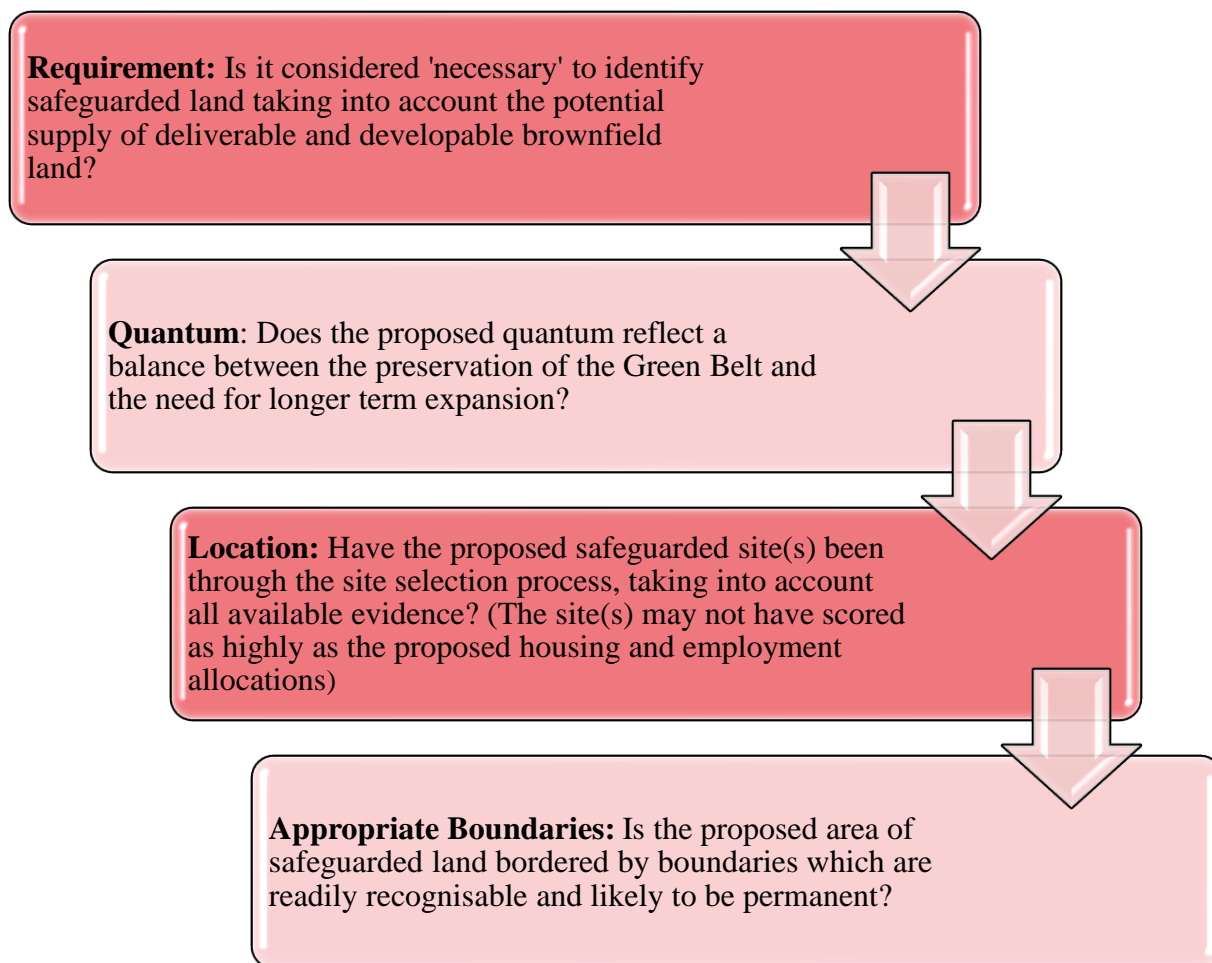 Requirement: Is it considered 'necessary' to identify
safeguarded land taking into account the potential
supply of deliverable and developable brownfield
land?
Quantum: Does the proposed quantum reflect a
balance between the preservation of the Green Belt and
the need for longer term expansion?
Location: Have the proposed safeguarded site(s) been
through the site selection process, taking into account
all available evidence? (The site(s) may not have scored
as highly as the proposed housing and employment
allocations)
Appropriate Boundaries: Is the proposed area of
safeguarded land bordered by boundaries which are
readily recognisable and likely to be permanent?